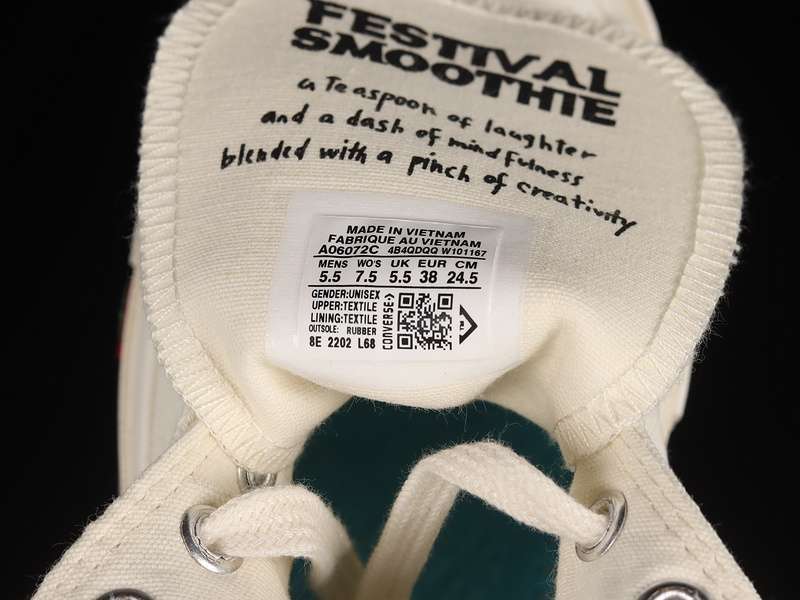 FESTIVAL
SMOOTHIE
a Teaspoon of laughter
and a dash of mindfulness
blended with a pinch of creativity
MADE IN VIETNAM
FABRIQUE AU VIETNAM
A06072C 4B4QDQQ W101167
MENS WO'S UK EUR CM
5.5 7.5 5.5 38 24.5
GENDER:UNISEX
UPPER:TEXTILE
LINING:TEXTILE
OUTSOLE: RUBBER
8E 2202 L68
CONVERSE